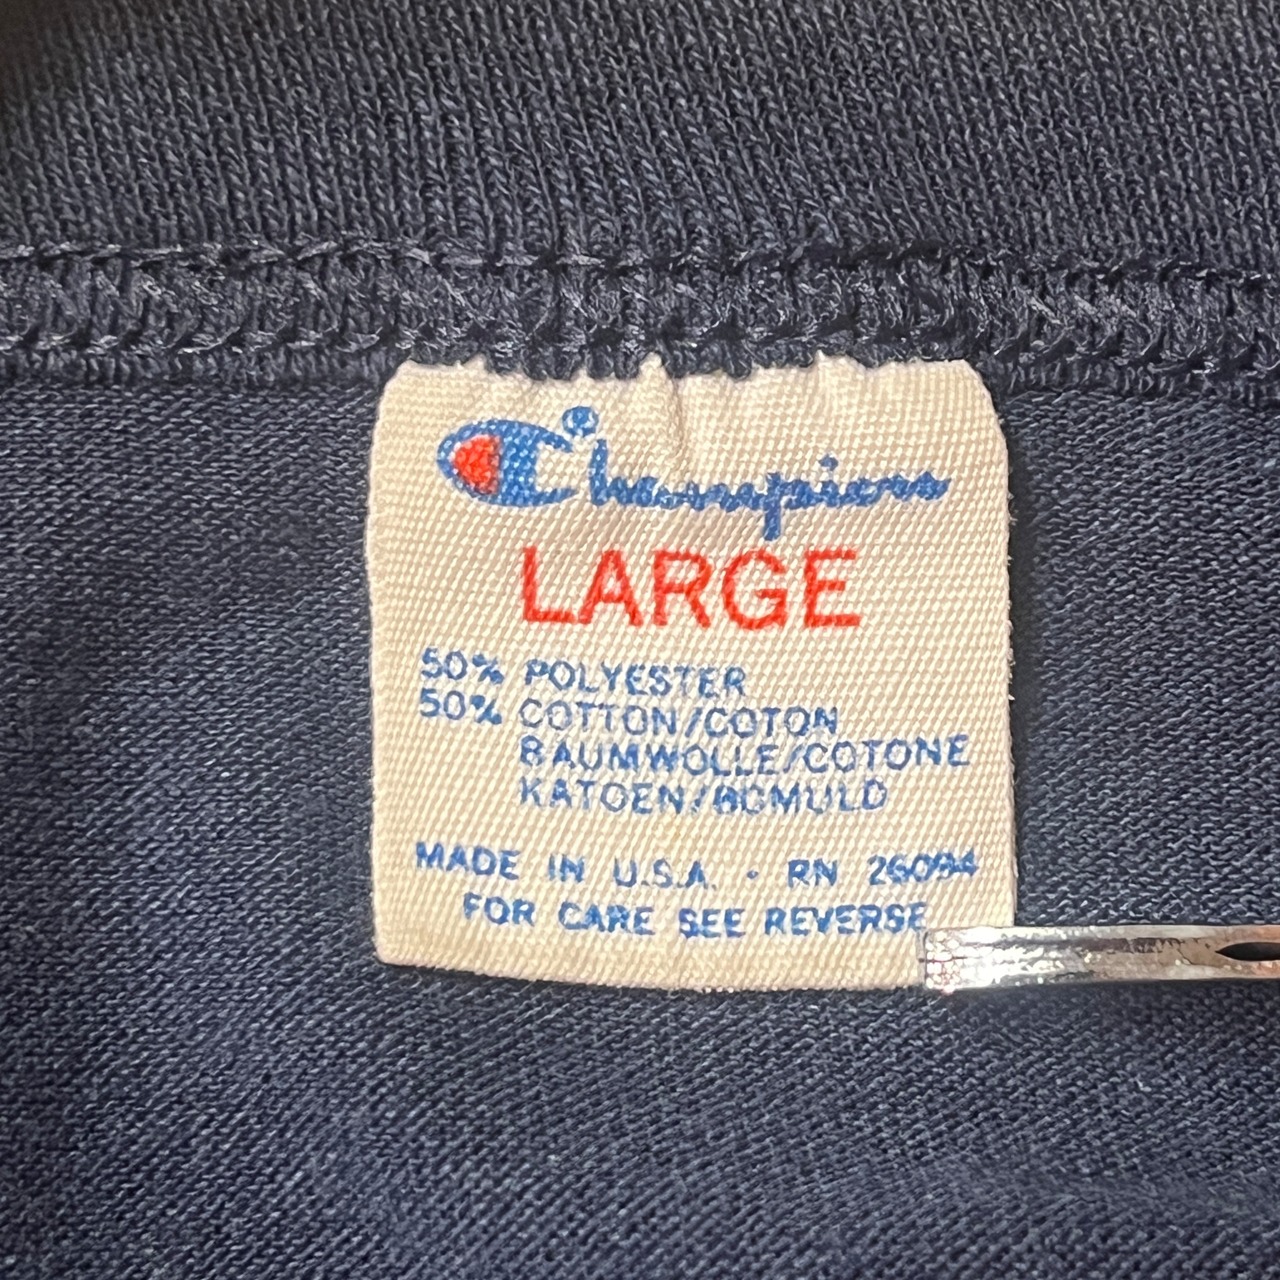 Champion®
LARGE
50% POLYESTER
50% COTTON/COTON
BAUMWOLLE/COTONE
KATOEN/BOMULD
MADE IN U.S.A. · RN 26094
FOR CARE SEE REVERSE